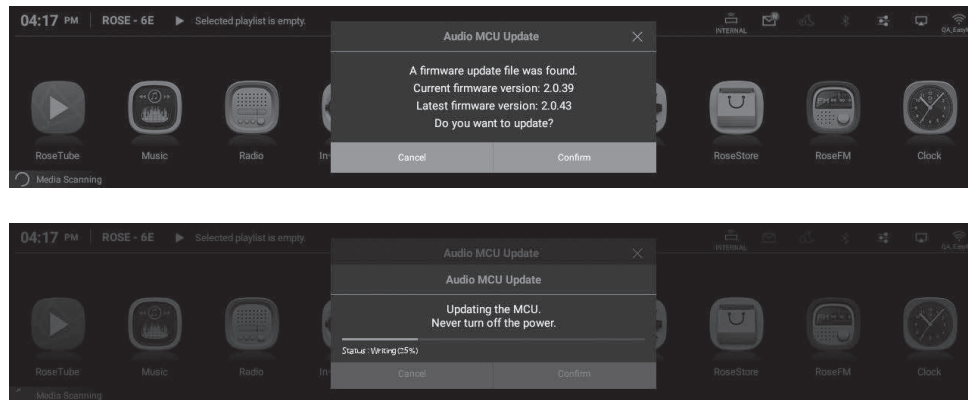 04:17 PM ROSE - 6E Selected playlist is empty.
INTERNAL
Audio MCU Update
A firmware update file was found.
Current firmware version: 2.0.39
Latest firmware version: 2.0.43
Do you want to update?
Cancel Confirm
RoseTube Music Radio In- RoseStore RoseFM Clock
Media Scanning
04:17 PM ROSE - 6E Selected playlist is empty.
INTERNAL
Audio MCU Update
Audio MCU Update
Updating the MCU.
Never turn off the power.
Status : Writing (25%)
Cancel Confirm
RoseTube Music Radio In- RoseStore RoseFM Clock
Media Scanning